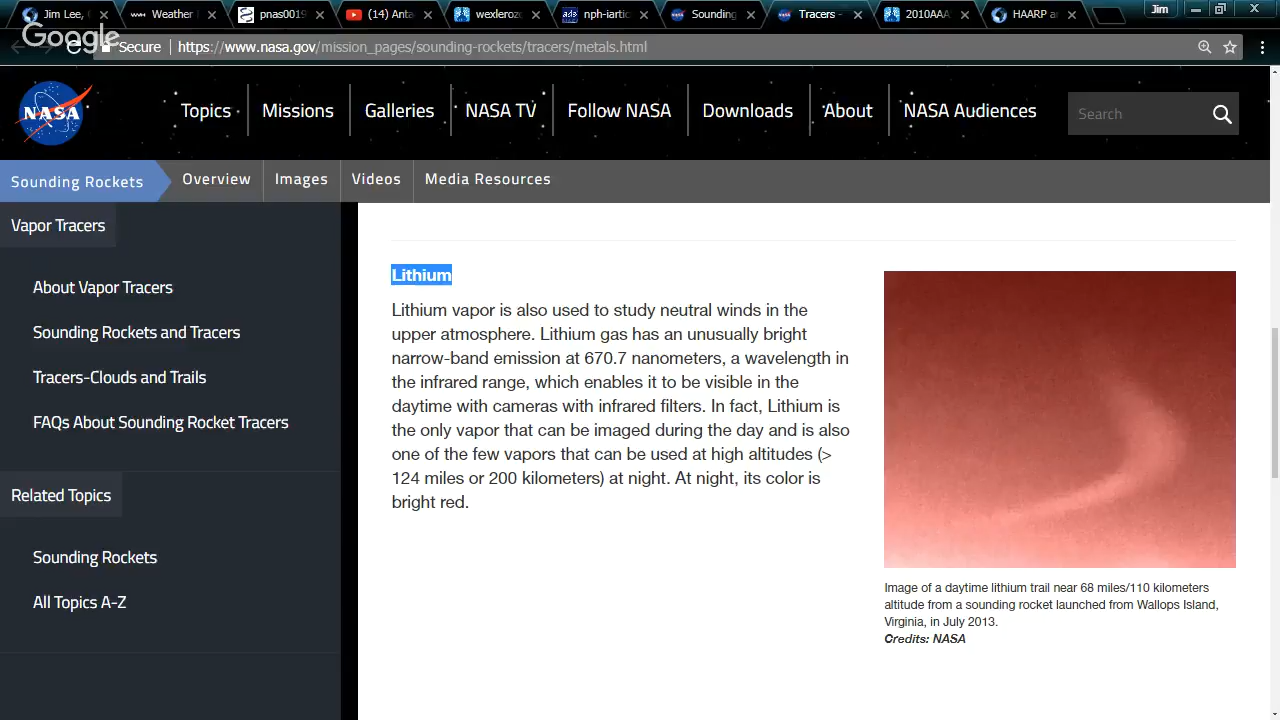 Jim Lee,
Weather
pnas0019
(14) Anta
wexlerozo
nph-iartic
Sounding
Tracers -
2010AAA
HAARP an
Jim
Google
Secure https://www.nasa.gov/mission_pages/sounding-rockets/tracers/metals.html
NASA
Topics
Missions
Galleries
NASA TV
Follow NASA
Downloads
About
NASA Audiences
Search
Sounding Rockets
Overview
Images
Videos
Media Resources
Vapor Tracers
About Vapor Tracers
Sounding Rockets and Tracers
Tracers-Clouds and Trails
FAQs About Sounding Rocket Tracers
Related Topics
Sounding Rockets
All Topics A-Z
Lithium
Lithium vapor is also used to study neutral winds in the
upper atmosphere. Lithium gas has an unusually bright
narrow-band emission at 670.7 nanometers, a wavelength in
the infrared range, which enables it to be visible in the
daytime with cameras with infrared filters. In fact, Lithium is
the only vapor that can be imaged during the day and is also
one of the few vapors that can be used at high altitudes (>
124 miles or 200 kilometers) at night. At night, its color is
bright red.
Image of a daytime lithium trail near 68 miles/110 kilometers
altitude from a sounding rocket launched from Wallops Island,
Virginia, in July 2013.
Credits: NASA